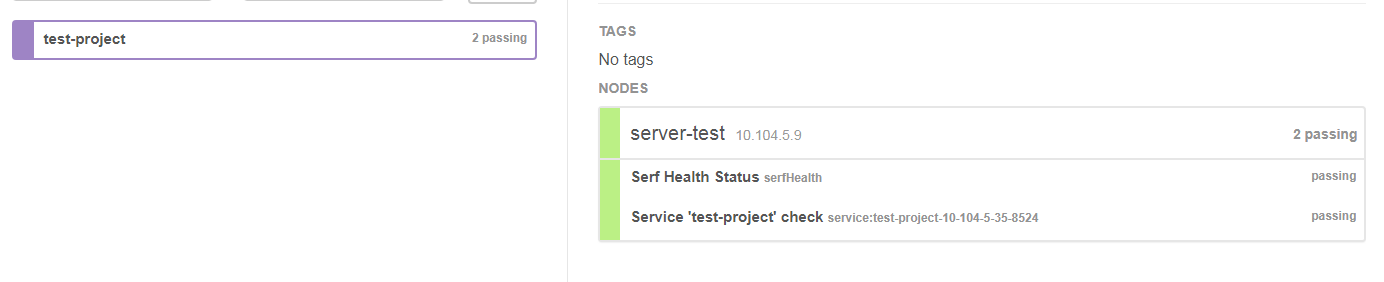 test-project 2 passing
TAGS
No tags
NODES
server-test 10.104.5.9 2 passing
Serf Health Status serfHealth passing
Service 'test-project' check service:test-project-10-104-5-35-8524 passing